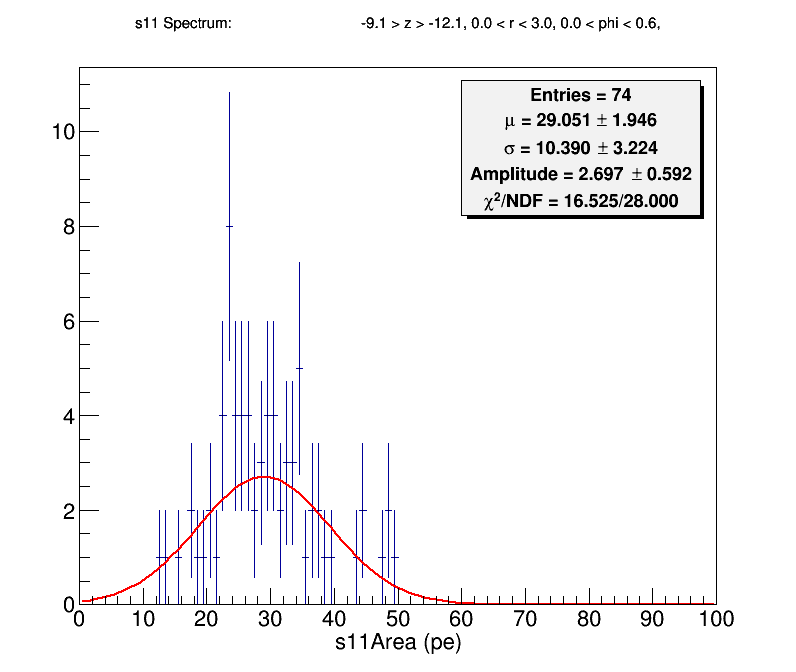 s11 Spectrum: -9.1 > z > -12.1, 0.0 < r < 3.0, 0.0 < phi < 0.6,
Entries = 74
μ = 29.051 ± 1.946
σ = 10.390 ± 3.224
Amplitude = 2.697 ± 0.592
χ²/NDF = 16.525/28.000
10
8
6
4
2
0
0 10 20 30 40 50 60 70 80 90 100
s11Area (pe)